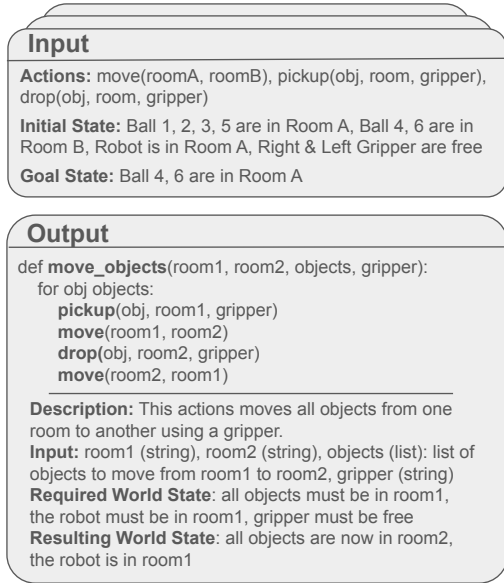 Input
Actions: move(roomA, roomB), pickup(obj, room, gripper),
drop(obj, room, gripper)
Initial State: Ball 1, 2, 3, 5 are in Room A, Ball 4, 6 are in
Room B, Robot is in Room A, Right & Left Gripper are free
Goal State: Ball 4, 6 are in Room A
Output
def move_objects(room1, room2, objects, gripper):
for obj objects:
pickup(obj, room1, gripper)
move(room1, room2)
drop(obj, room2, gripper)
move(room2, room1)
Description: This actions moves all objects from one
room to another using a gripper.
Input: room1 (string), room2 (string), objects (list): list of
objects to move from room1 to room2, gripper (string)
Required World State: all objects must be in room1,
the robot must be in room1, gripper must be free
Resulting World State: all objects are now in room2,
the robot is in room1